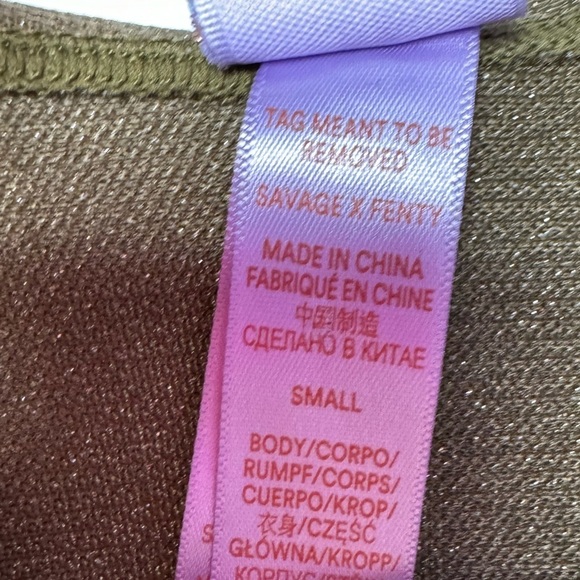 TAG MEANT TO BE
REMOVED
SAVAGE X FENTY
MADE IN CHINA
FABRIQUÉ EN CHINE
中国制造
СДЕЛАНО В КИТАЕ
SMALL
BODY/CORPO/
RUMPF/CORPS/
CUERPO/KROP/
衣身/CZĘŚĆ
GŁÓWNA/KROPP/